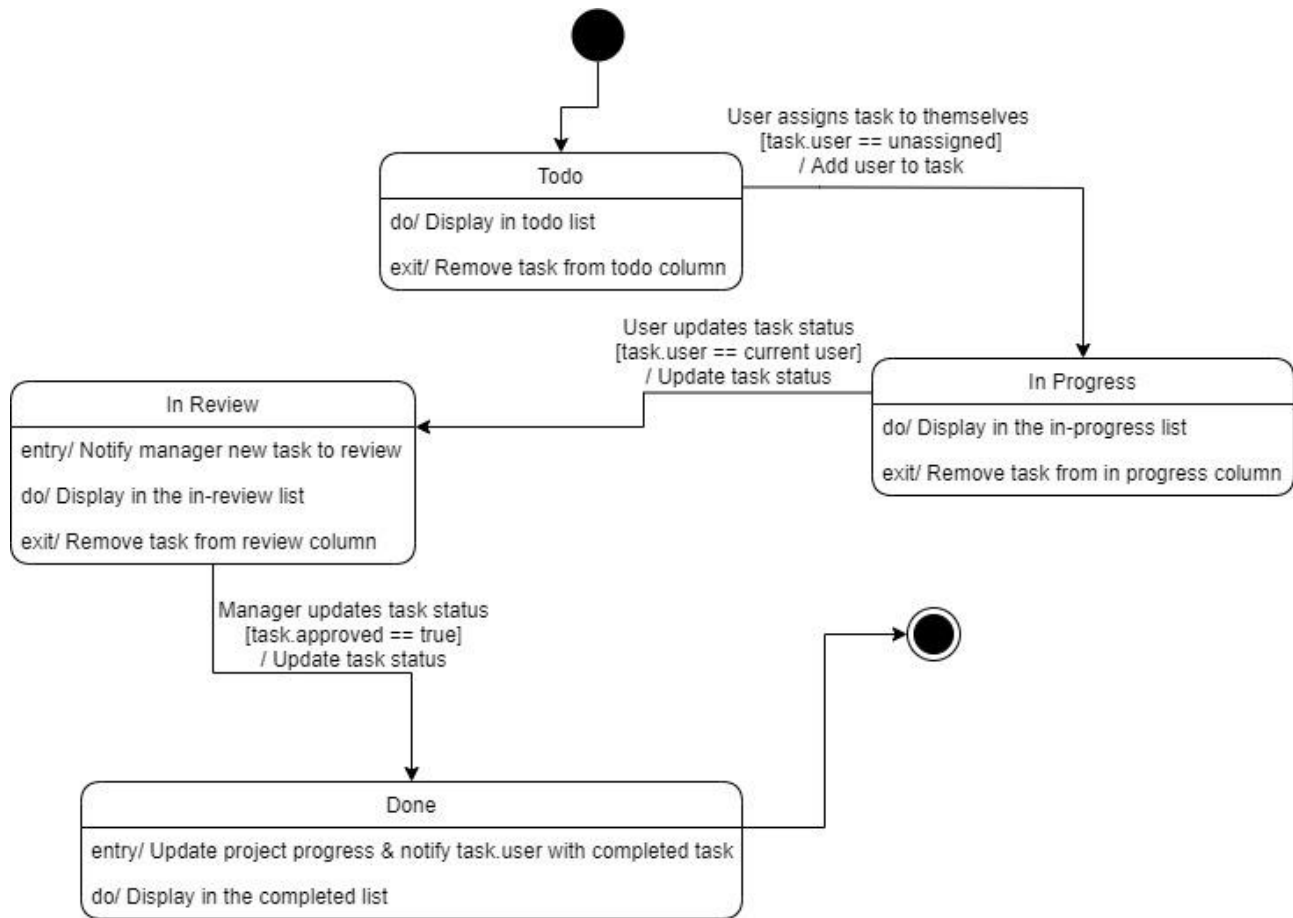 User assigns task to themselves
[task.user == unassigned]
/ Add user to task
Todo
do/ Display in todo list
exit/ Remove task from todo column
User updates task status
[task.user == current user]
/ Update task status
In Progress
do/ Display in the in-progress list
exit/ Remove task from in progress column
In Review
entry/ Notify manager new task to review
do/ Display in the in-review list
exit/ Remove task from review column
Manager updates task status
[task.approved == true]
/ Update task status
Done
entry/ Update project progress & notify task.user with completed task
do/ Display in the completed list